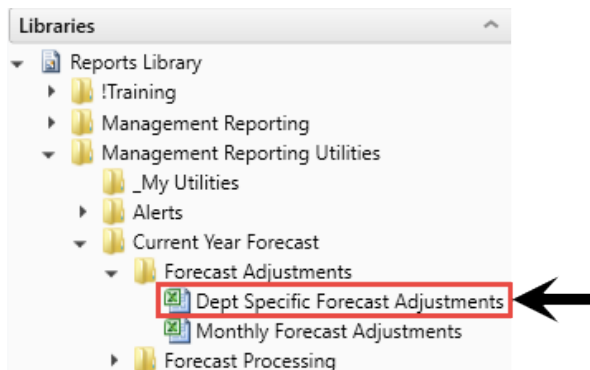 Libraries
Reports Library
!Training
Management Reporting
Management Reporting Utilities
_My Utilities
Alerts
Current Year Forecast
Forecast Adjustments
Dept Specific Forecast Adjustments
Monthly Forecast Adjustments
Forecast Processing